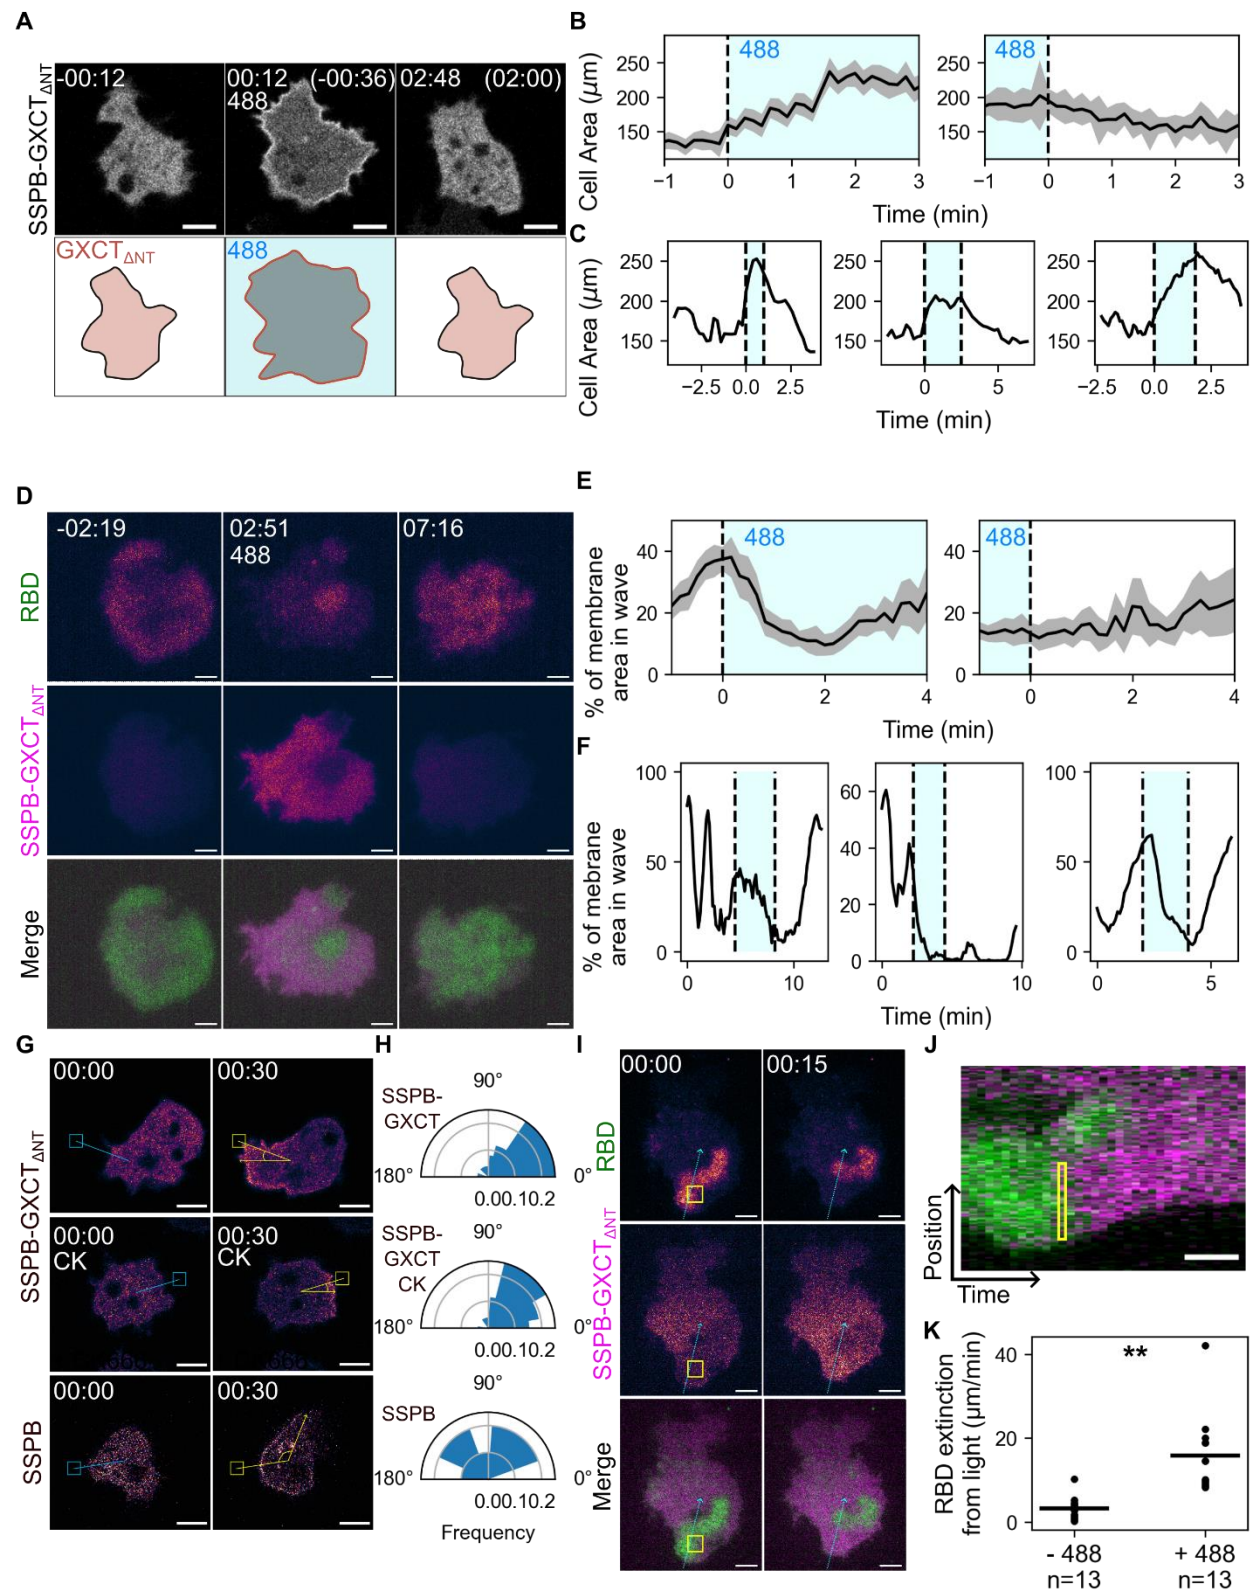 A
SSPB-GXCTΔNT
-00:12
00:12 (-00:36)
488
02:48 (02:00)
GXCTΔNT
488
B
Cell Area (μm)
250
200
150
488
−1 0 1 2 3
Time (min)
250
200
150
488
−1 0 1 2 3
Time (min)
C
Cell Area (μm)
250
200
150
−2.5 0.0 2.5
250
200
150
0 5
250
200
150
−2.5 0.0 2.5
Time (min)
D
RBD
SSPB-GXCTΔNT
Merge
-02:19
02:51
488
07:16
E
% of membrane
area in wave
40
20
0
488
0 2 4
Time (min)
40
20
0
488
0 2 4
Time (min)
F
% of mebrane
area in wave
100
50
0
0 10
60
40
20
0
0 10
100
50
0
0 5
Time (min)
G
SSPB-GXCTΔNT
SSPB
00:00
00:30
00:00
CK
00:30
CK
00:00
00:30
H
SSPB-
GXCT
90°
180° 0°
0.00.10.2
SSPB-
GXCT
CK
90°
180° 0°
0.00.10.2
SSPB
90°
180° 0°
0.00.10.2
Frequency
I
RBD
SSPB-GXCTΔNT
Merge
00:00
00:15
J
Position
Time
K
RBD extinction
from light (μm/min)
40
20
0
**
- 488
n=13
+ 488
n=13